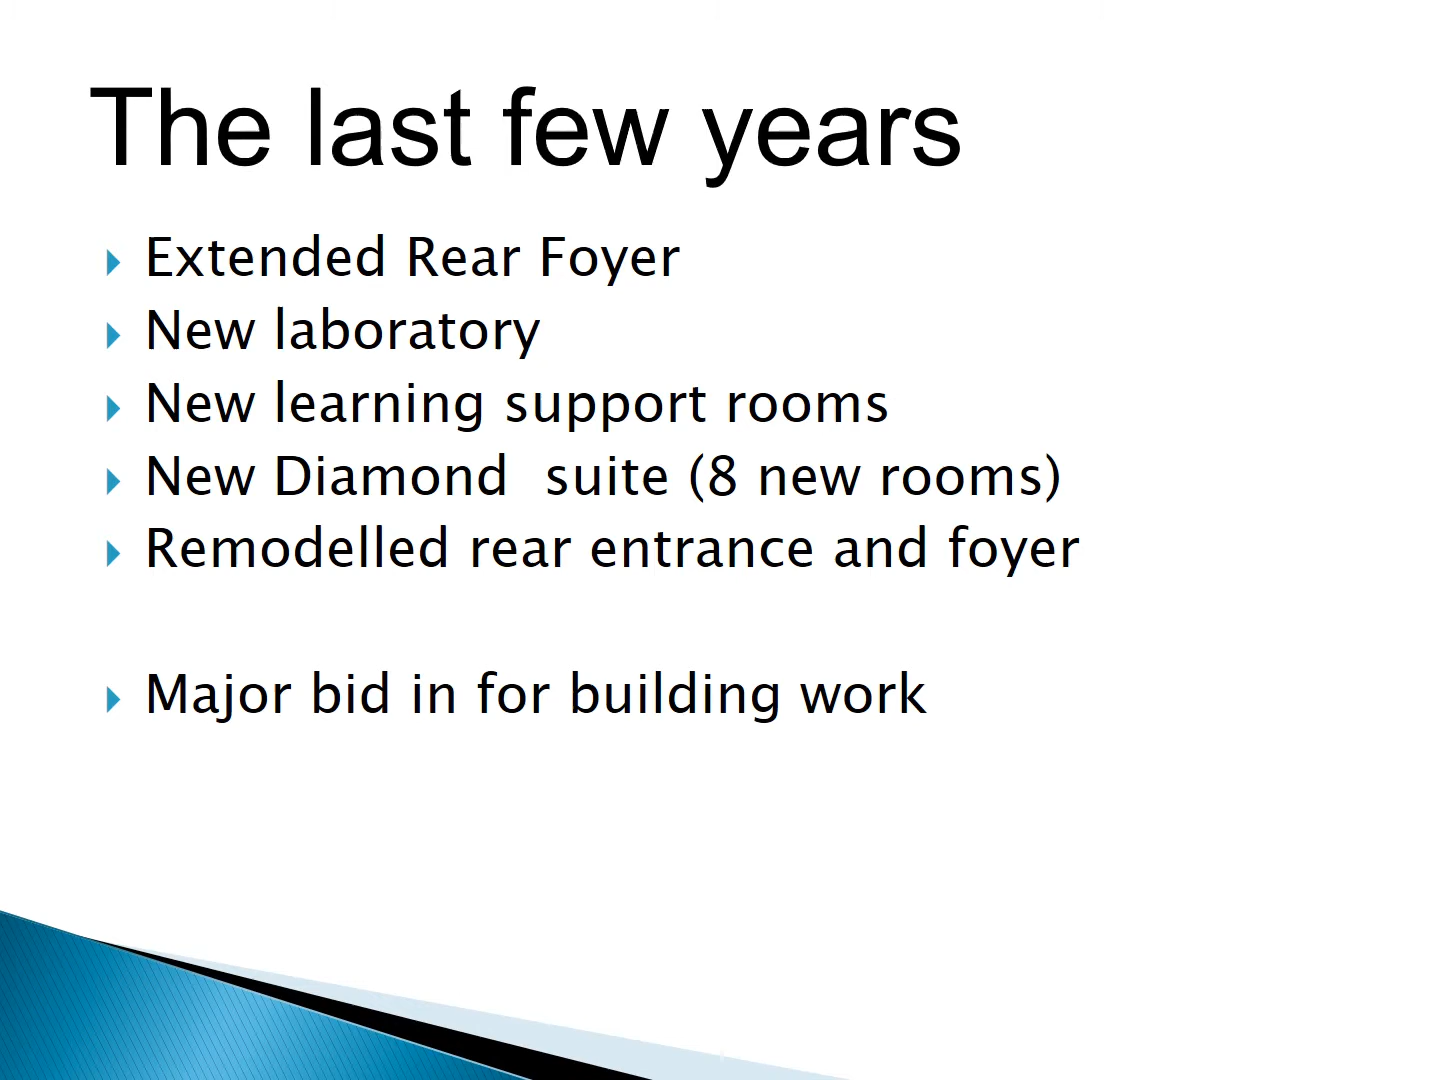 The last few years
Extended Rear Foyer
New laboratory
New learning support rooms
New Diamond  suite (8 new rooms)
Remodelled rear entrance and foyer
Major bid in for building work